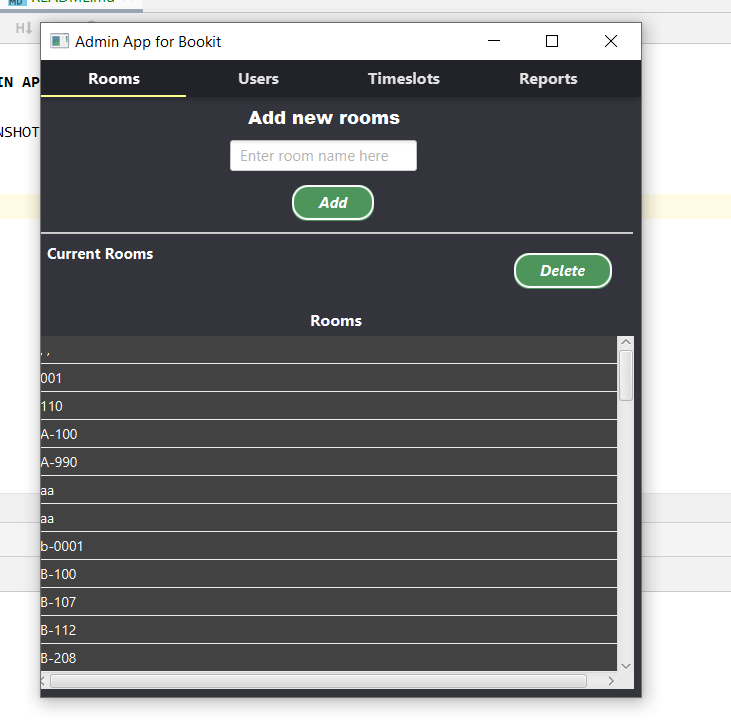 README.md
H↓
Admin App for Bookit
Rooms Users Timeslots Reports
IN AP
NSHOT
Add new rooms
Enter room name here
Add
Current Rooms
Delete
Rooms
, ,
001
110
A-100
A-990
aa
aa
b-0001
B-100
B-107
B-112
B-208